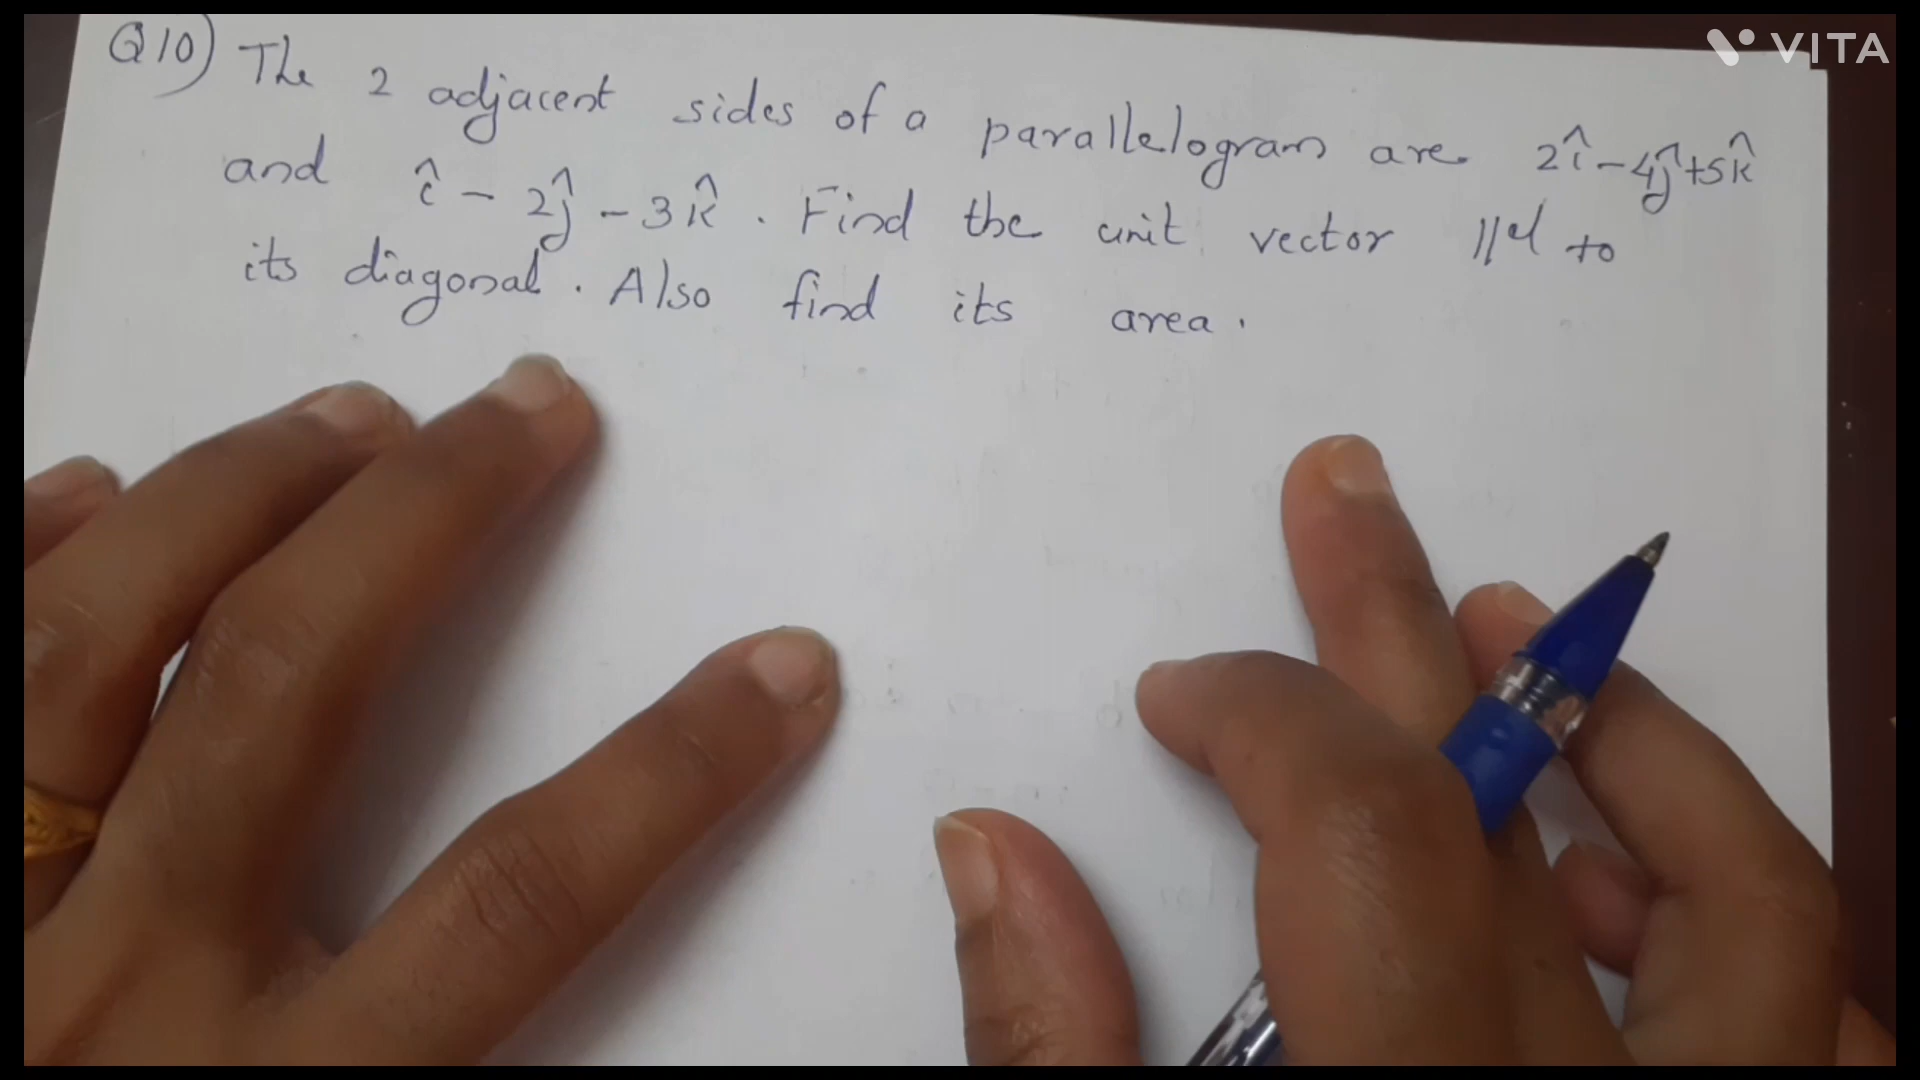 VITA
Q10) The 2 adjacent sides of a parallelogram are 2î - 4ĵ + 5k̂
and î - 2ĵ - 3k̂. Find the unit vector ||el to
its diagonal. Also find its area.